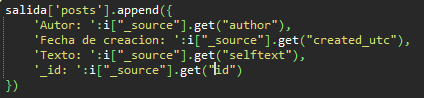 salida['posts'].append({
    'Autor: ':i["_source"].get("author"),
    'Fecha de creacion: ':i["_source"].get("created_utc"),
    'Texto: ':i["_source"].get("selftext"),
    '_id: ':i["_source"].get("id")
})